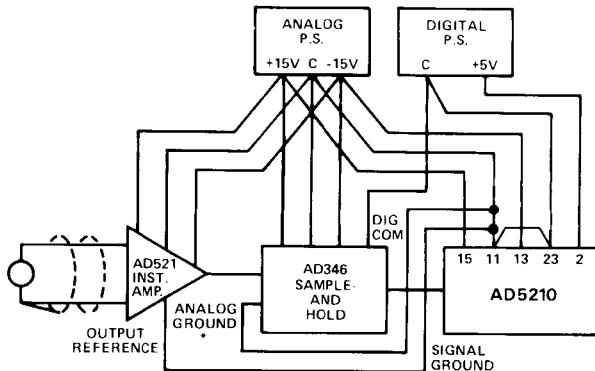 ANALOG
P.S.
+15V C -15V
DIGITAL
P.S.
C +5V
DIG
COM
AD521
INST.
AMP.
AD346
SAMPLE-
AND
HOLD
15 11 13 23 2
AD5210
ANALOG
GROUND
*
OUTPUT
REFERENCE
SIGNAL
GROUND